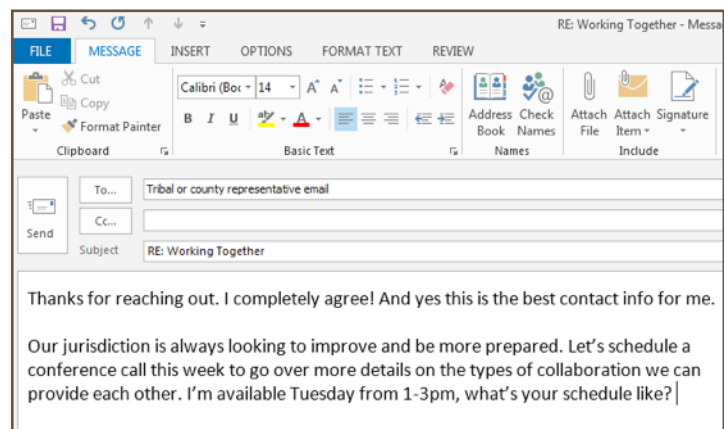 RE: Working Together - Messa
FILE MESSAGE INSERT OPTIONS FORMAT TEXT REVIEW
Paste
Cut
Copy
Format Painter
Clipboard
Calibri (Boc 14
B I U
Basic Text
Address Book
Check Names
Names
Attach File
Attach Item
Signature
Include
Send
To... Tribal or county representative email
Cc...
Subject RE: Working Together
Thanks for reaching out. I completely agree! And yes this is the best contact info for me.
Our jurisdiction is always looking to improve and be more prepared. Let’s schedule a
conference call this week to go over more details on the types of collaboration we can
provide each other. I’m available Tuesday from 1-3pm, what’s your schedule like?